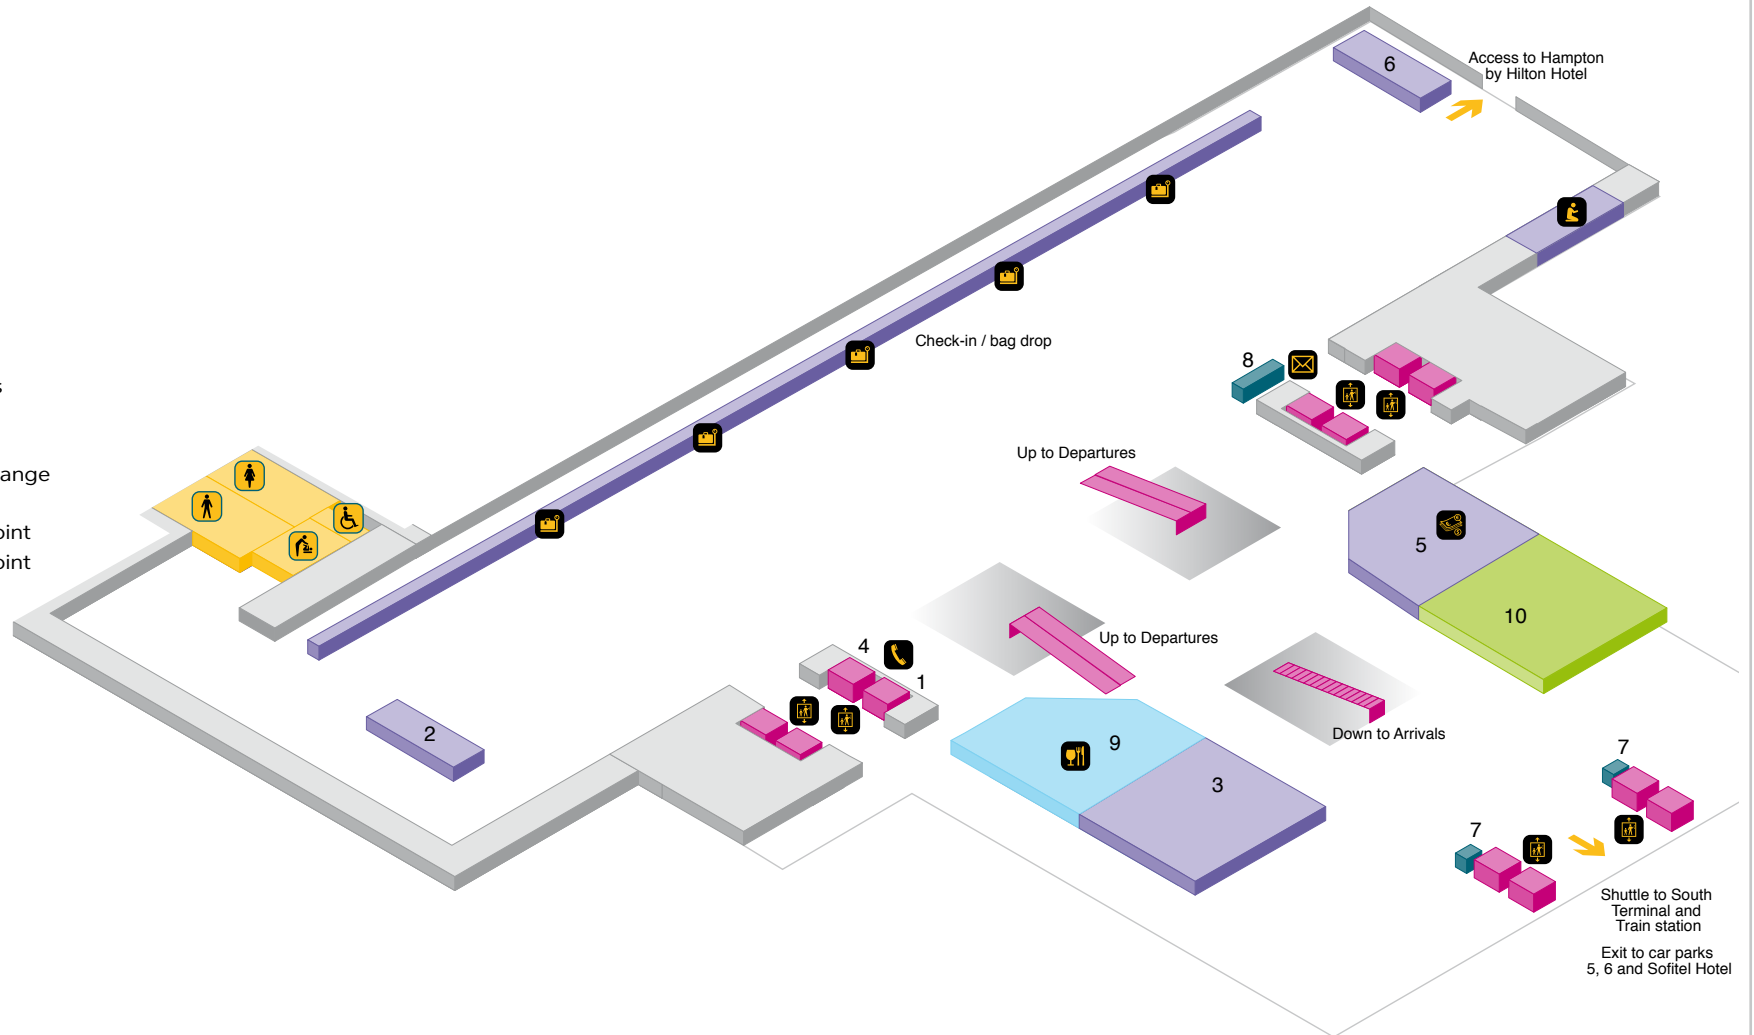 6
Access to Hampton
by Hilton Hotel
Check-in / bag drop
8
s
Up to Departures
ange
5
oint
oint
10
Up to Departures
4
1
2
Down to Arrivals
9
7
3
7
Shuttle to South
Terminal and
Train station
Exit to car parks
5, 6 and Sofitel Hotel